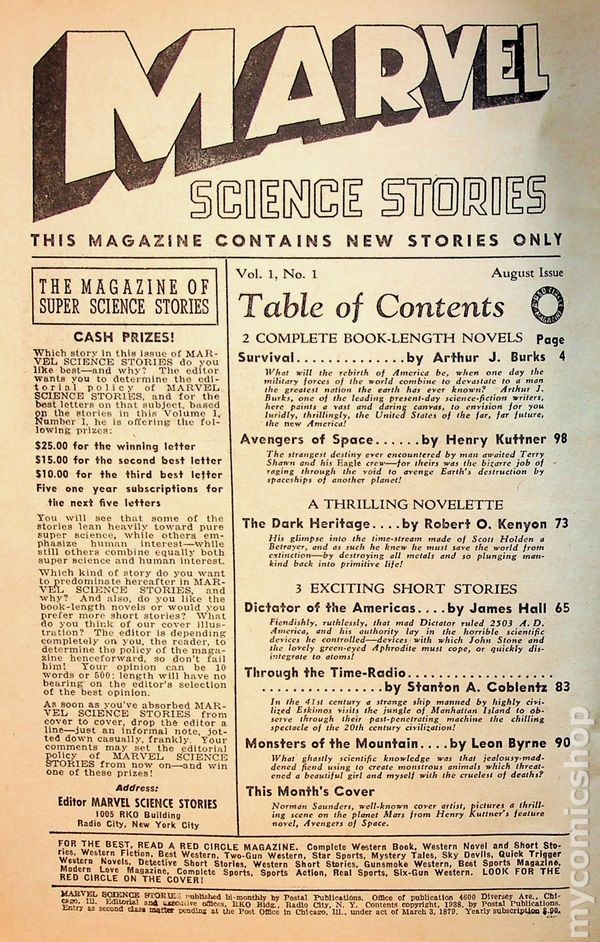 MARVEL
SCIENCE STORIES
THIS MAGAZINE CONTAINS NEW STORIES ONLY
THE MAGAZINE OF
SUPER SCIENCE STORIES
CASH PRIZES!
Which story in this issue of MAR-
VEL SCIENCE STORIES do you
like best—and why? The editor
wants you to determine the edi-
torial policy of MARVEL
SCIENCE STORIES, and for the
best letters on that subject, based
on the stories in this Volume 1,
Number 1, he is offering the fol-
lowing prizes:
$25.00 for the winning letter
$15.00 for the second best letter
$10.00 for the third best letter
Five one year subscriptions for
the next five letters
You will see that some of the
stories lean heavily toward pure
super science, while others em-
phasize human interest—while
still others combine equally both
super science and human interest.
Which kind of story do you want
to predominate hereafter in MAR-
VEL SCIENCE STORIES, and
why? And also, do you like the
book-length novels or would you
prefer more short stories? What
do you think of our cover illus-
tration? The editor is depending
completely on you, the reader, to
determine the policy of the maga-
zine henceforward, so don't fail
him! Your opinion can be 10
words or 500: length will have no
bearing on the editor's selection
of the best opinion.
As soon as you've absorbed MAR-
VEL SCIENCE STORIES from
cover to cover, drop the editor a
line—just an informal note, jot-
ted down casually, frankly. Your
comments may set the editorial
policy of MARVEL SCIENCE
STORIES from now on—and win
one of these prizes!
Address:
Editor MARVEL SCIENCE STORIES
1005 RKO Building
Radio City, New York City
Vol. 1, No. 1 August Issue
Table of Contents
2 COMPLETE BOOK-LENGTH NOVELS Page
Survival..............by Arthur J. Burks 4
What will the rebirth of America be, when one day the
military forces of the world combine to devastate to a man
the greatest nation the earth has ever known? Arthur J.
Burks, one of the leading present-day science-fiction writers,
here paints a vast and daring canvas, to envision for you
luridly, thrillingly, the United States of the far, far future,
the new America!
Avengers of Space......by Henry Kuttner 98
The strangest destiny ever encountered by man awaited Terry
Shawn and his Eagle crew—for theirs was the bizarre job of
raging through the void to avenge Earth's destruction by
spaceships of another planet!
A THRILLING NOVELETTE
The Dark Heritage....by Robert O. Kenyon 73
His glimpse into the time-stream made of Scott Holden a
Betrayer, and as such he knew he must save the world from
extinction—by destroying all metals and so plunging man-
kind back into primitive life!
3 EXCITING SHORT STORIES
Dictator of the Americas....by James Hall 65
Fiendishly, ruthlessly, that mad Dictator ruled 2503 A. D.
America, and his authority lay in the horrible scientific
devices he controlled—devices with which John Stone and
the lovely green-eyed Aphrodite must cope, or quickly dis-
integrate to atoms!
Through the Time-Radio...................
................by Stanton A. Coblentz 83
In the 41st century a strange ship manned by highly civi-
lized Eskimos visits the jungle of Manhattan Island to ob-
serve through their past-penetrating machine the chilling
spectacle of the 20th century civilization!
Monsters of the Mountain....by Leon Byrne 90
What ghastly scientific knowledge was that jealousy-mad-
dened fiend using to create monstrous animals which threat-
ened a beautiful girl and myself with the cruelest of deaths?
This Month's Cover
Norman Saunders, well-known cover artist, pictures a thrill-
ing scene on the planet Mars from Henry Kuttner's feature
novel, Avengers of Space.
FOR THE BEST, READ A RED CIRCLE MAGAZINE. Complete Western Book, Western Novel and Short Sto-
ries, Western Fiction, Best Western, Two-Gun Western, Star Sports, Mystery Tales, Sky Devils, Quick Trigger
Western Novels, Detective Short Stories, Western Short Stories, Gunsmoke Western, Best Sports Magazine,
Modern Love Magazine, Complete Sports, Sports Action, Real Sports, Six-Gun Western. LOOK FOR THE
RED CIRCLE ON THE COVER!
MARVEL SCIENCE STORIES published bi-monthly by Postal Publications. Office of publication 4600 Diversey Ave., Chi-
cago, Ill. Editorial and executive offices, RKO Bldg., Radio City, N. Y. Contents copyright, 1938, by Postal Publications.
Entry as second class matter pending at the Post Office in Chicago, Ill., under act of March 3, 1879. Yearly subscription
mycomicshop